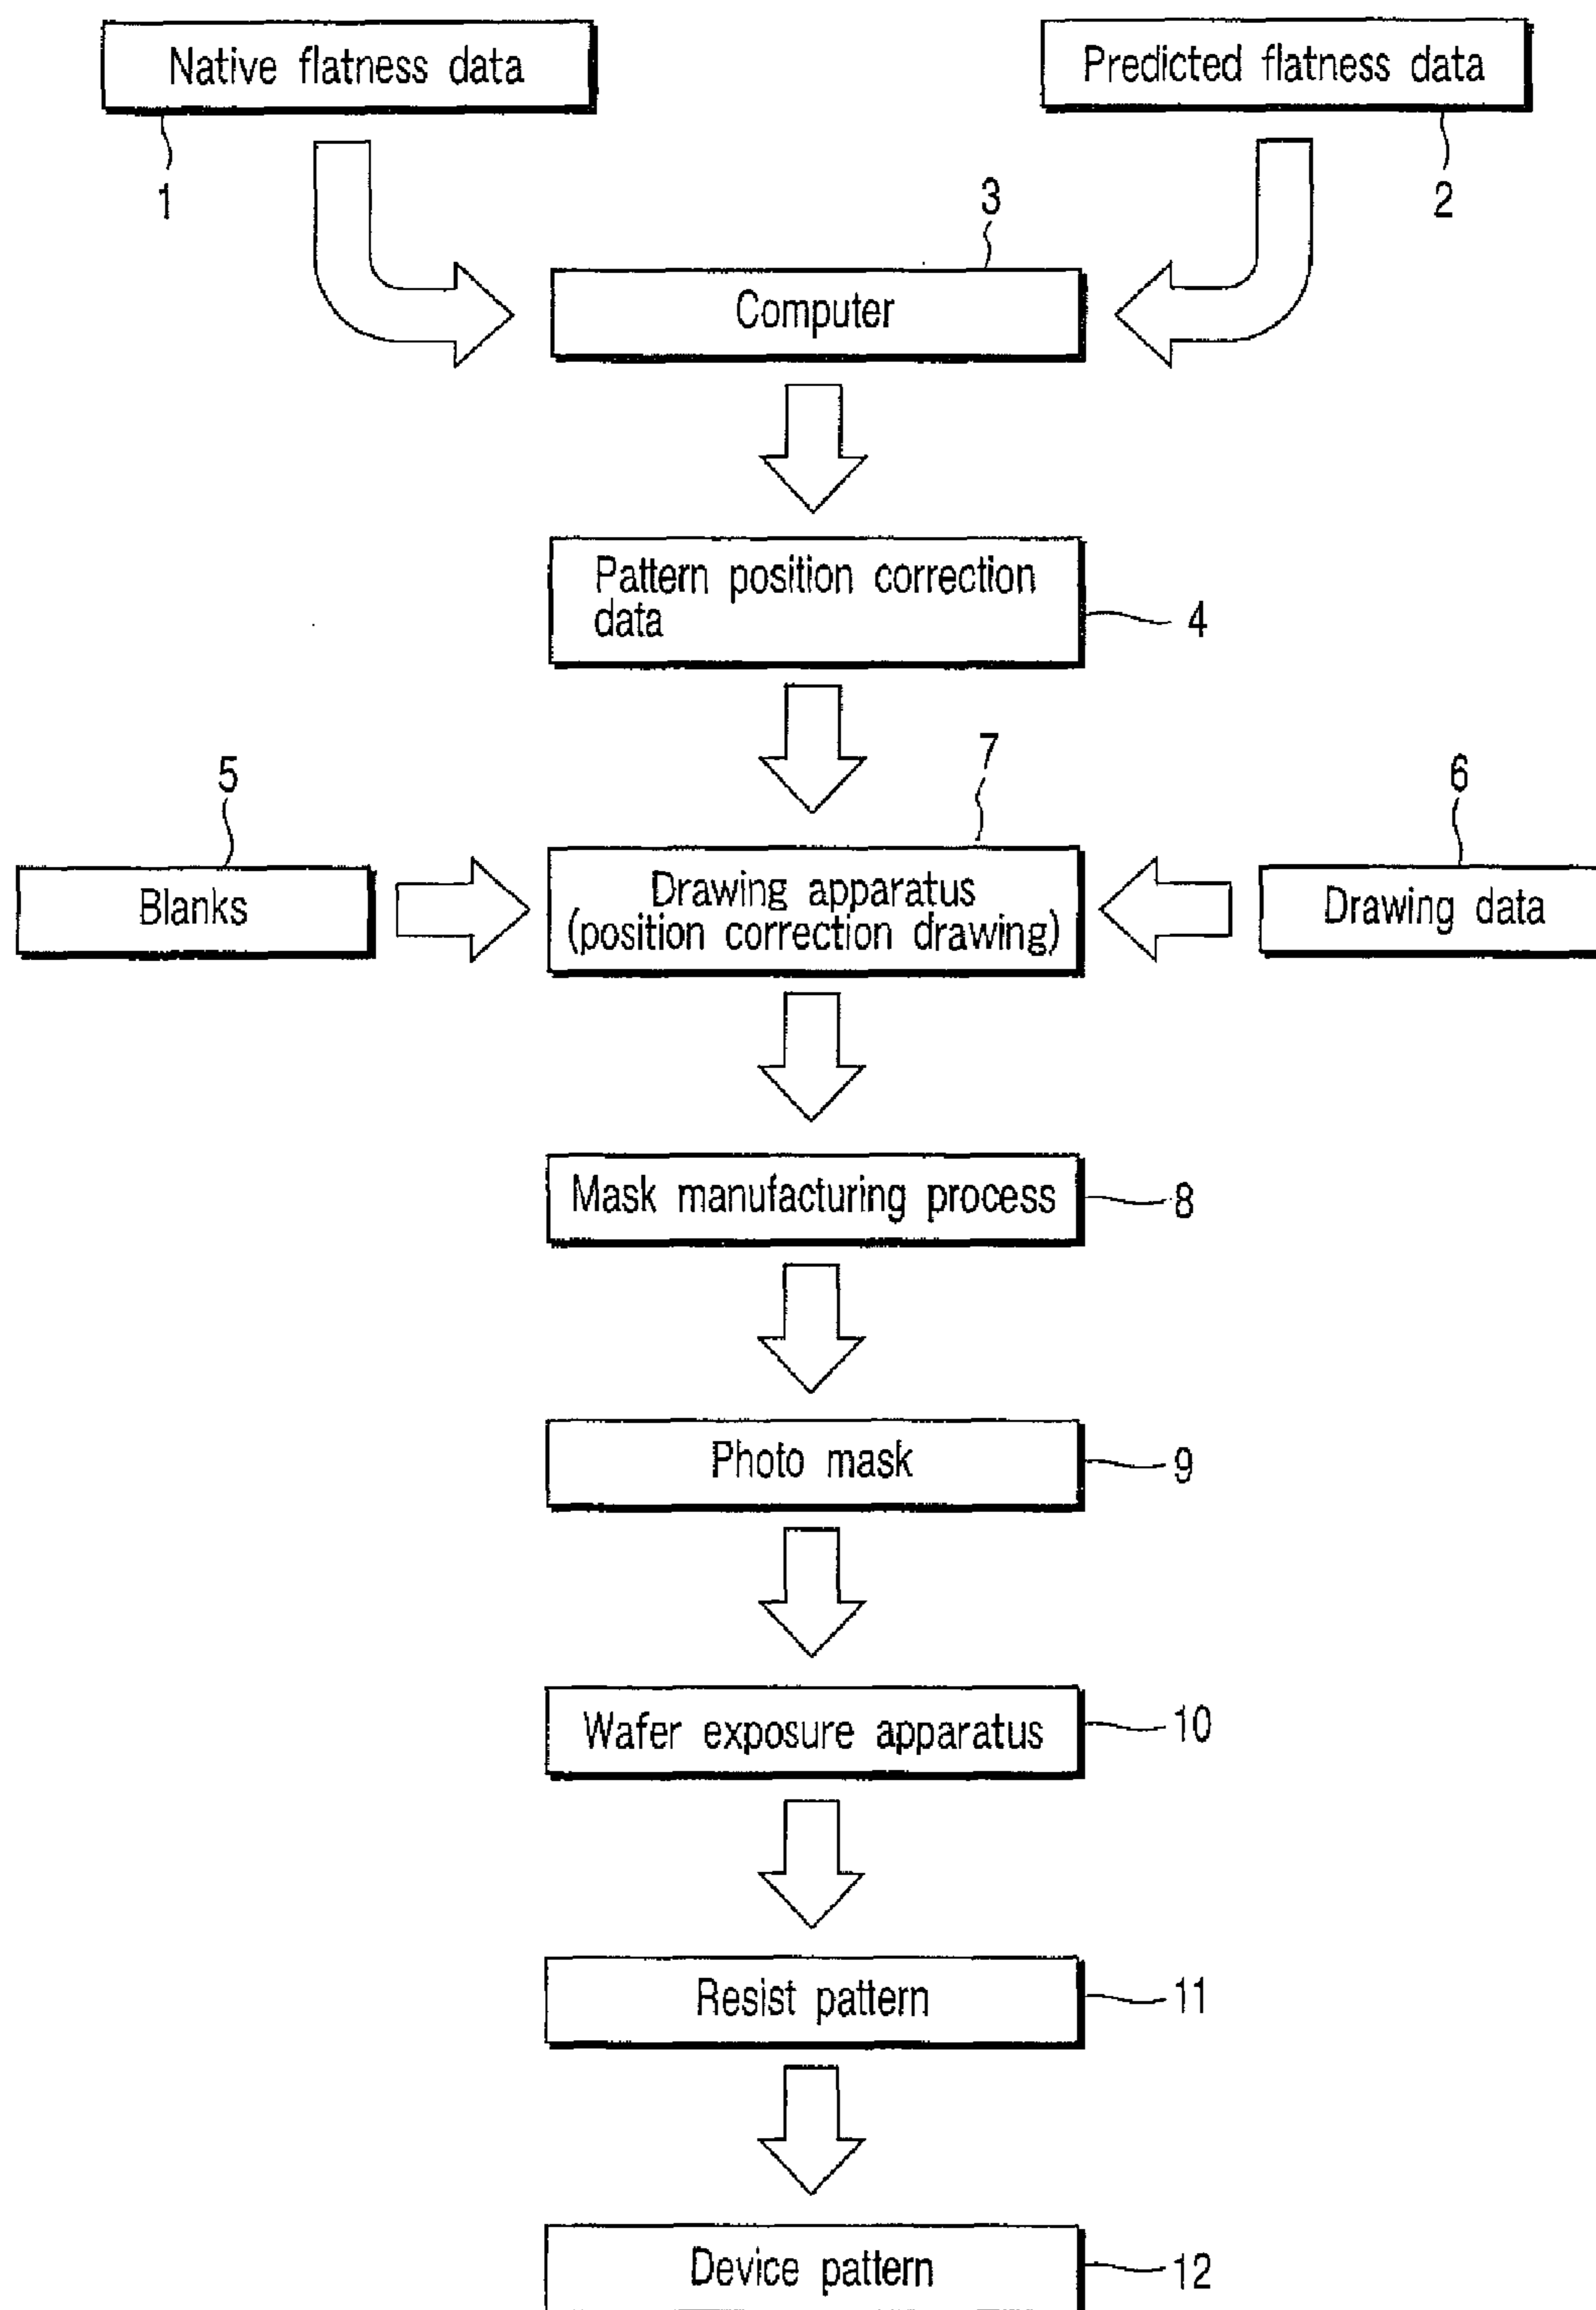 Native flatness data
Predicted flatness data
1
2
3
Computer
Pattern position correction
data
4
5
7
6
Blanks
Drawing apparatus
(position correction drawing)
Drawing data
Mask manufacturing process
8
Photo mask
9
Wafer exposure apparatus
10
Resist pattern
11
Device pattern
12